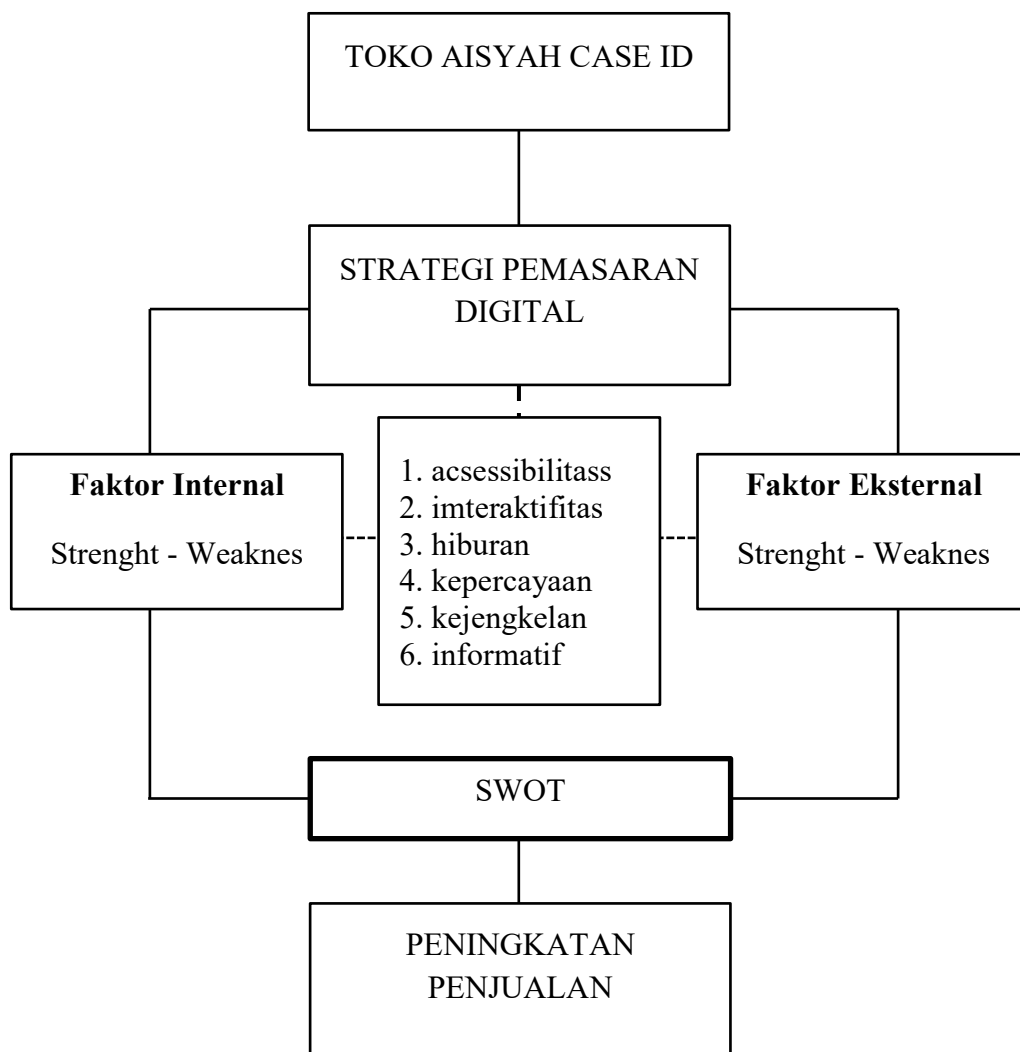 TOKO AISYAH CASE ID
STRATEGI PEMASARAN
DIGITAL
Faktor Internal
Strenght - Weaknes
1. acsessibilitass
2. imteraktifitas
3. hiburan
4. kepercayaan
5. kejengkelan
6. informatif
Faktor Eksternal
Strenght - Weaknes
SWOT
PENINGKATAN
PENJUALAN